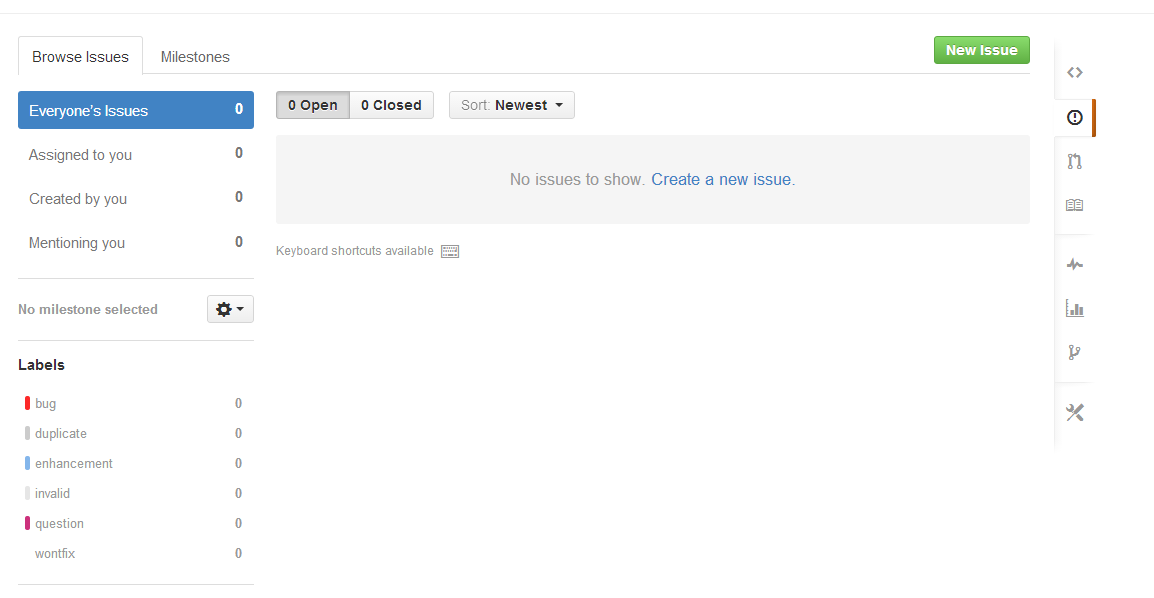 Browse Issues Milestones New Issue
Everyone's Issues 0
Assigned to you 0
Created by you 0
Mentioning you 0
No milestone selected
Labels
bug 0
duplicate 0
enhancement 0
invalid 0
question 0
wontfix 0
0 Open 0 Closed Sort: Newest
No issues to show. Create a new issue.
Keyboard shortcuts available